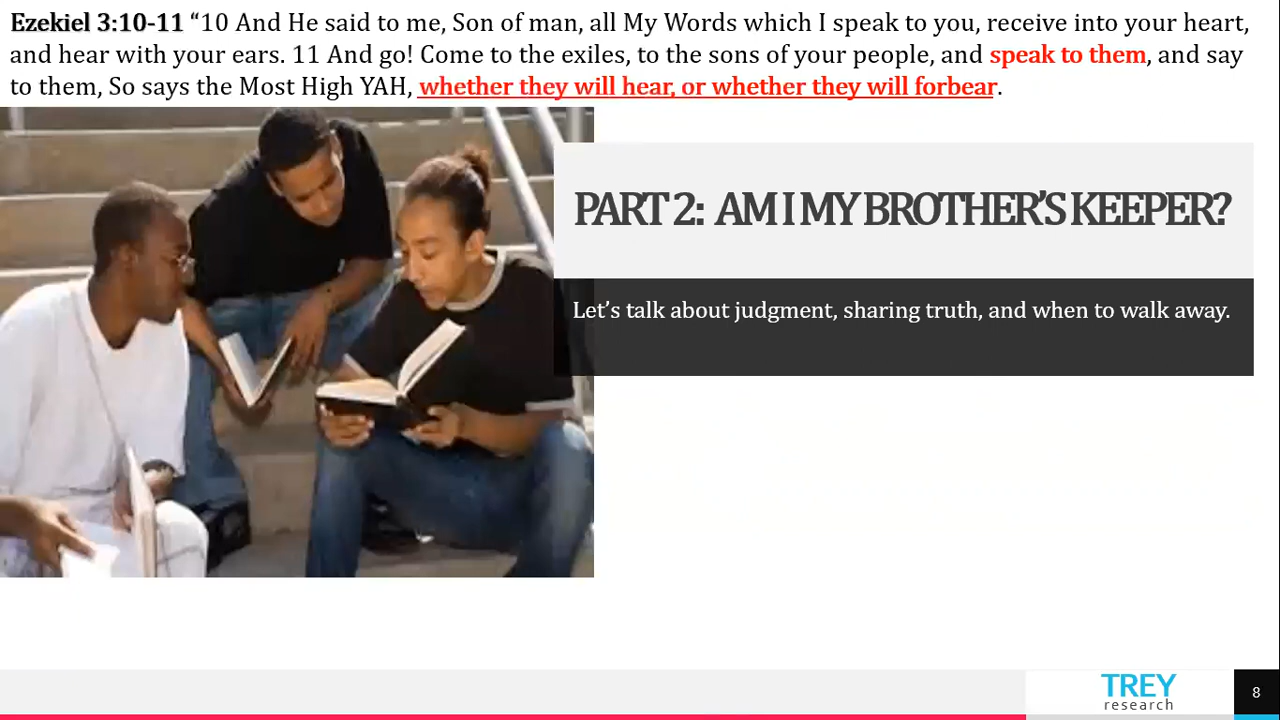 Ezekiel 3:10-11 “10 And He said to me, Son of man, all My Words which I speak to you, receive into your heart,
and hear with your ears. 11 And go! Come to the exiles, to the sons of your people, and speak to them, and say
to them, So says the Most High YAH, whether they will hear, or whether they will forbear.
PART 2: AM I MY BROTHER’S KEEPER?
Let’s talk about judgment, sharing truth, and when to walk away.
TREY
research
8